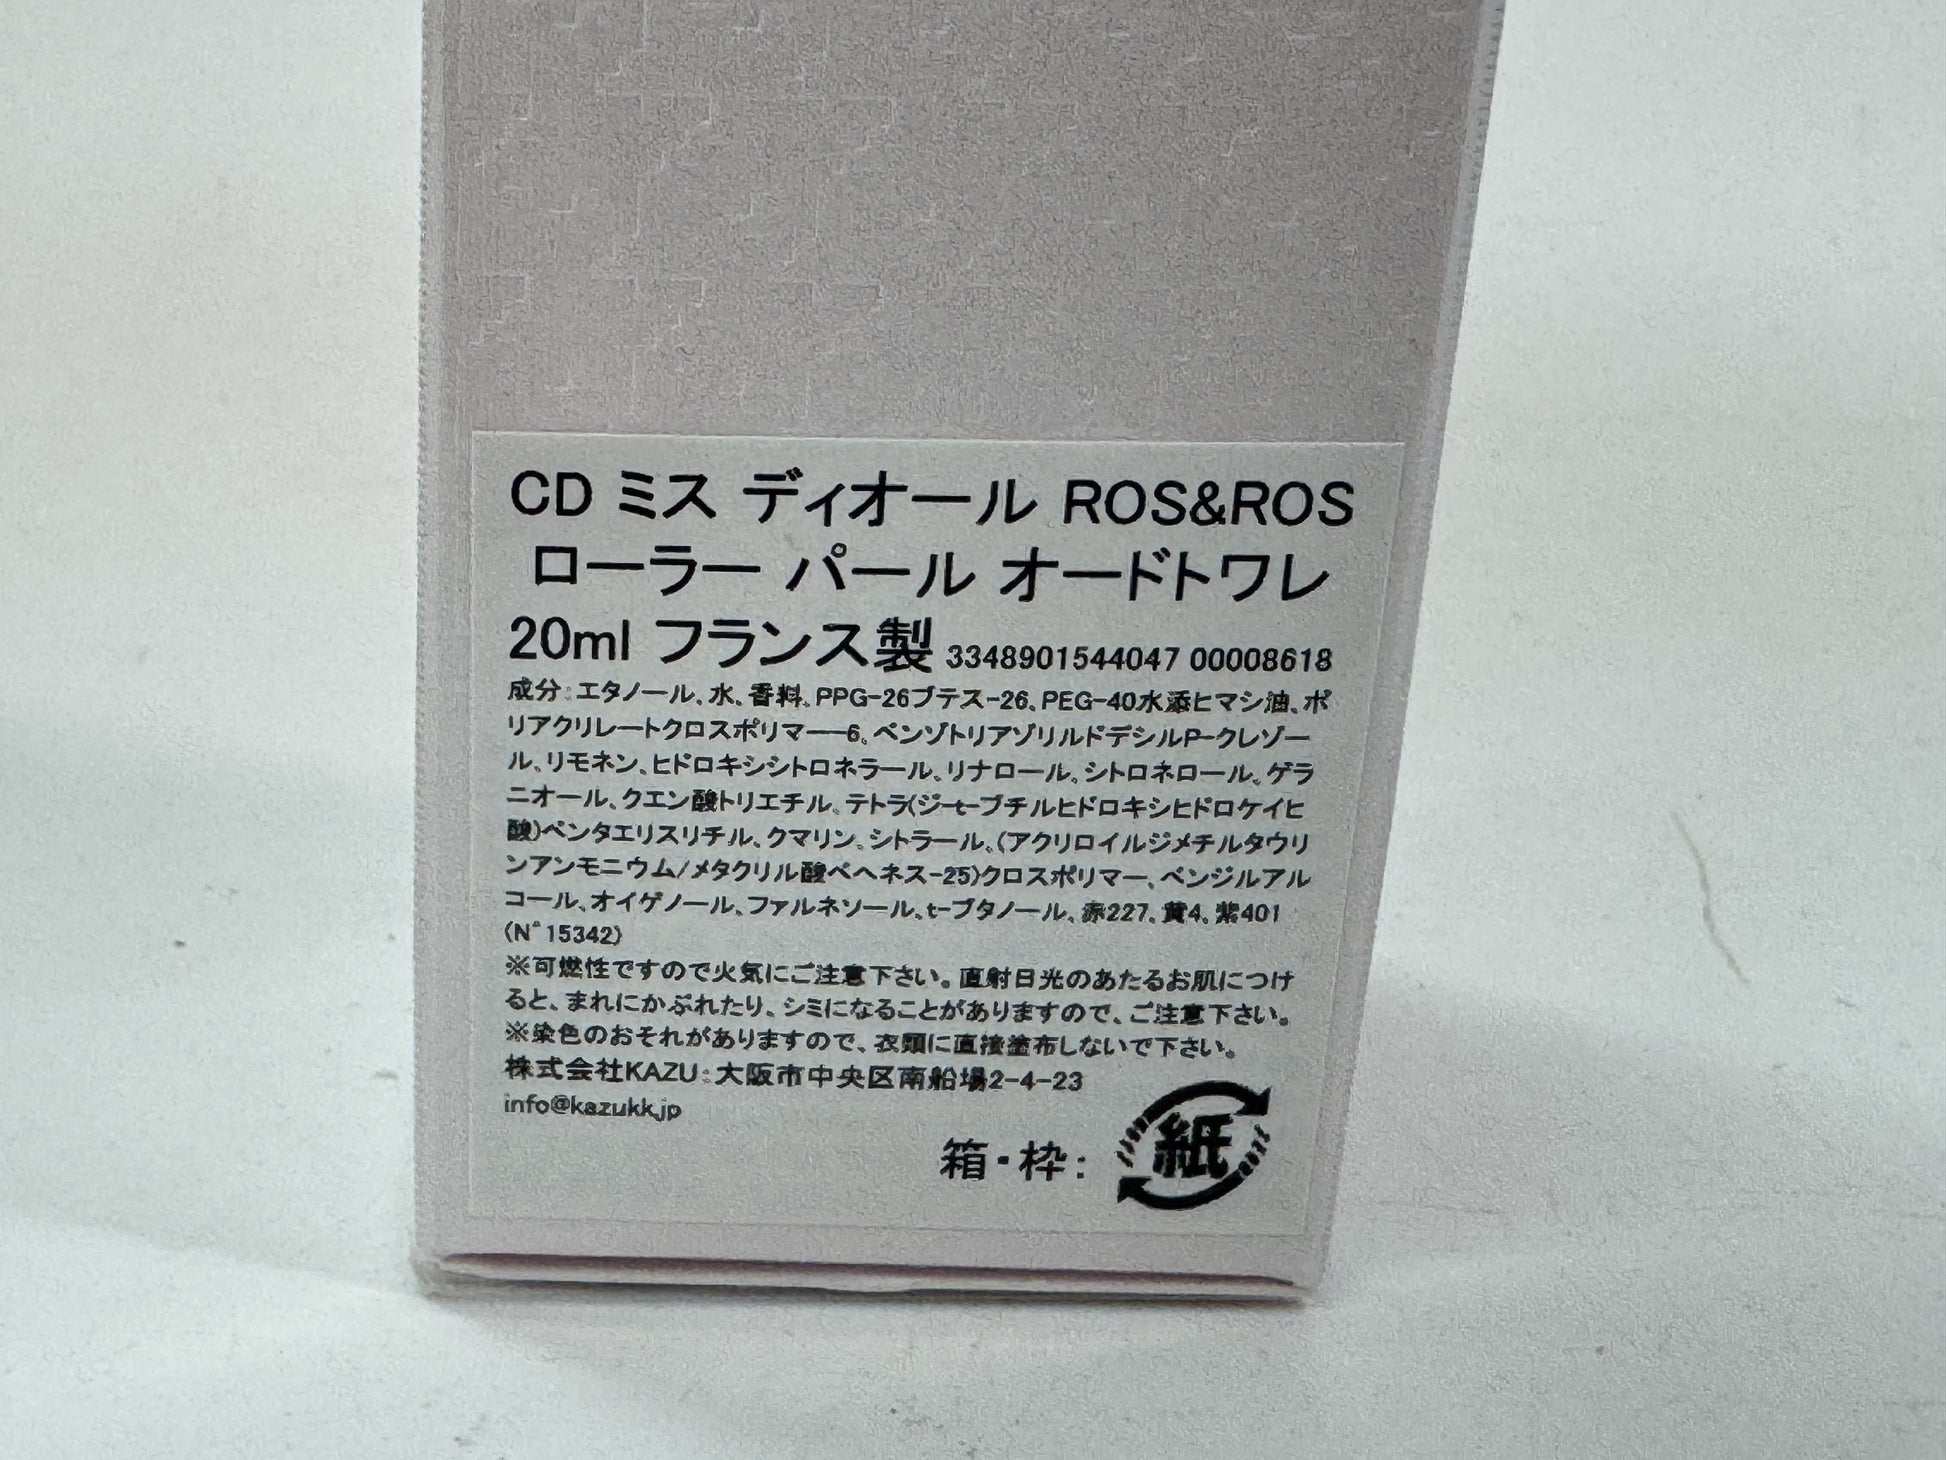 CD ミス ディオール ROS&ROS
ローラー パール オードトワレ
20ml フランス製 3348901544047 00008618
成分：エタノール、水、香料、PPG-26ブテス-26、PEG-40水添ヒマシ油、ポ
リアクリレートクロスポリマー—6、ベンゾトリアゾリルドデシルP-クレゾー
ル、リモネン、ヒドロキシシトロネラール、リナロール、シトロネロール、ゲラ
ニオール、クエン酸トリエチル、テトラ(ジ-t-ブチルヒドロキシヒドロケイヒ
酸)ペンタエリスリチル、クマリン、シトラール、(アクリロイルジメチルタウリ
ンアンモニウム/メタクリル酸ベヘネス-25)クロスポリマー、ベンジルアル
コール、オイゲノール、ファルネソール、t-ブタノール、赤227、黄4、紫401
(N°15342)
※可燃性ですので火気にご注意下さい。直射日光のあたるお肌につけ
ると、まれにかぶれたり、シミになることがありますので、ご注意下さい。
※染色のおそれがありますので、衣類に直接塗布しないで下さい。
株式会社KAZU：大阪市中央区南船場2-4-23
info@kazukk.jp
箱・枠： 紙